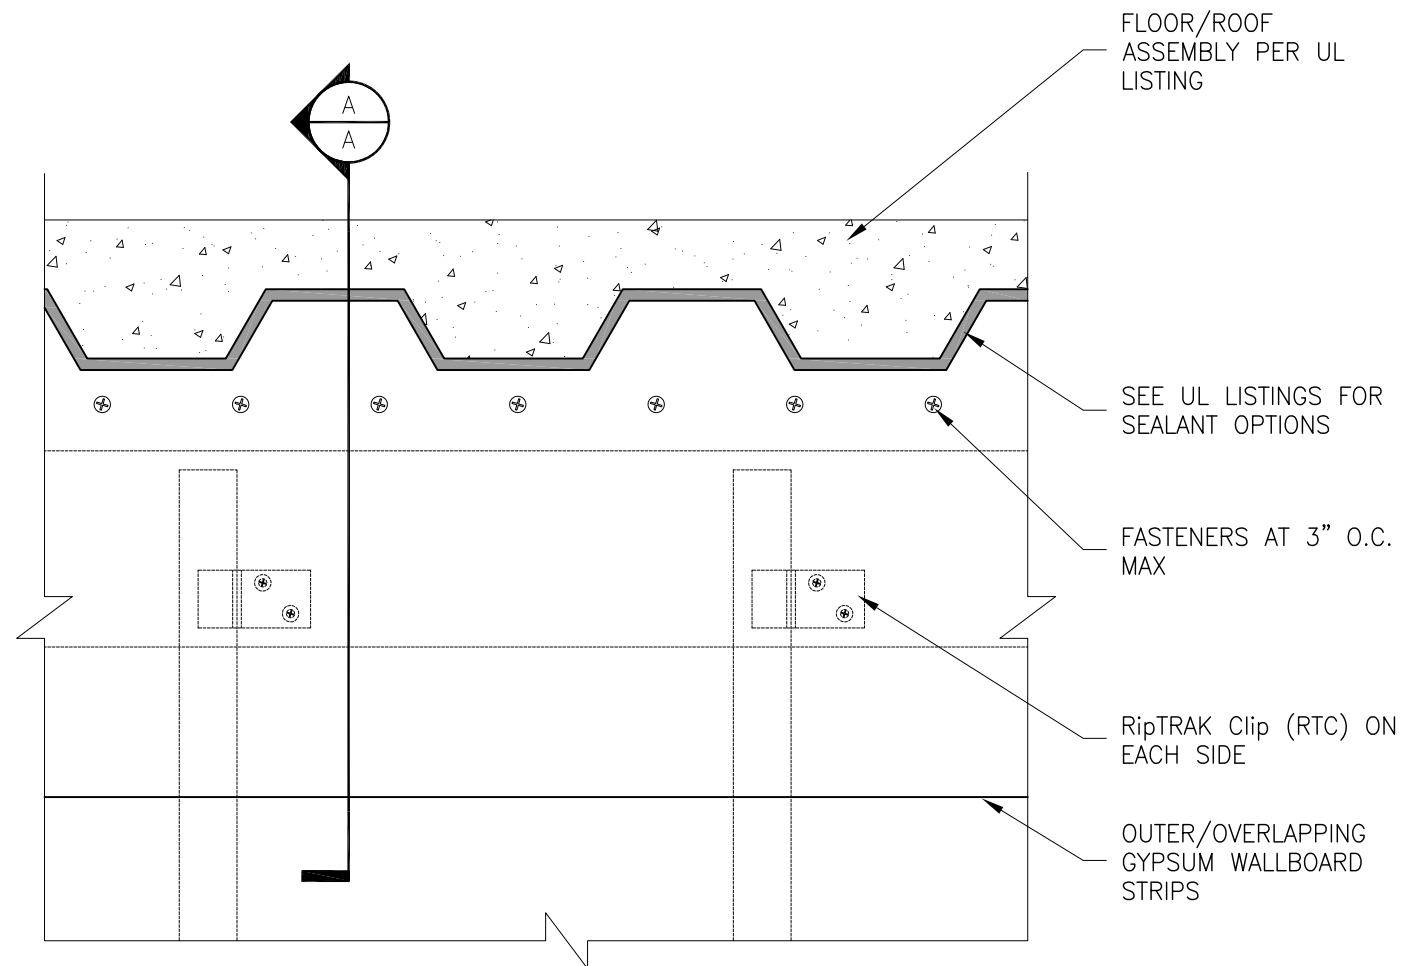 FLOOR/ROOF
ASSEMBLY PER UL
LISTING
A
A
SEE UL LISTINGS FOR
SEALANT OPTIONS
FASTENERS AT 3" O.C.
MAX
RipTRAK Clip (RTC) ON
EACH SIDE
OUTER/OVERLAPPING
GYPSUM WALLBOARD
STRIPS